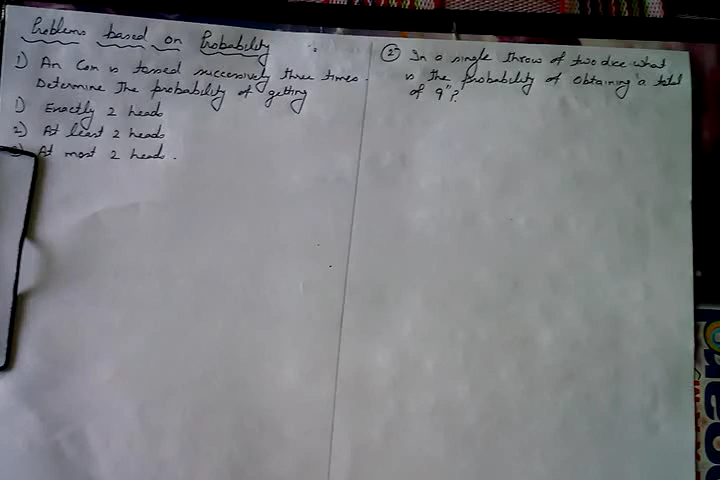 Problems based on Probability
1) An Coin is tossed successively three times.
Determine The probability of getting
1) Exactly 2 heads
2) At least 2 heads
3) At most 2 heads.
② In a single throw of two dice what
is the probability of obtaining "a total
of 9"?